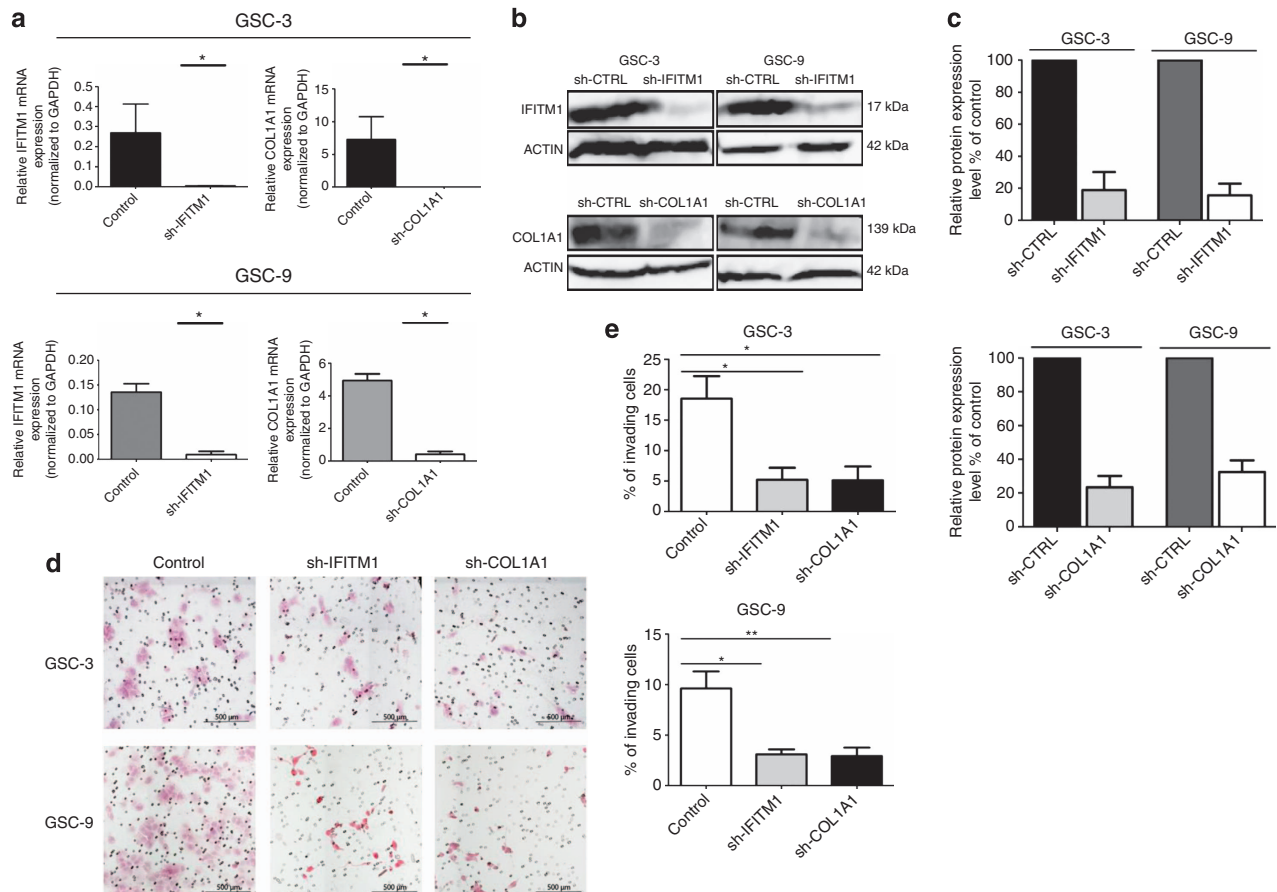 a
GSC-3
*
*
Relative IFITM1 mRNA
expression
(normalized to GAPDH)
0.5
0.4
0.3
0.2
0.1
0.0
Control
sh-IFITM1
Relative COL1A1 mRNA
expression
(normalized to GAPDH)
15
10
5
0
Control
sh-COL1A1
GSC-9
*
*
Relative IFITM1 mRNA
expression
(normalized to GAPDH)
0.20
0.15
0.10
0.05
0.00
Control
sh-IFITM1
Relative COL1A1 mRNA
expression
(normalized to GAPDH)
6
4
2
0
Control
sh-COL1A1
b
GSC-3 GSC-9
sh-CTRL sh-IFITM1 sh-CTRL sh-IFITM1
IFITM1 17 kDa
ACTIN 42 kDa
sh-CTRL sh-COL1A1 sh-CTRL sh-COL1A1
COL1A1 139 kDa
ACTIN 42 kDa
c
GSC-3 GSC-9
Relative protein expression
level % of control
100
80
60
40
20
0
sh-CTRL
sh-IFITM1
sh-CTRL
sh-IFITM1
GSC-3 GSC-9
Relative protein expression
level % of control
100
80
60
40
20
0
sh-CTRL
sh-COL1A1
sh-CTRL
sh-COL1A1
d
Control sh-IFITM1 sh-COL1A1
GSC-3
500 µm 500 µm 600 µm
GSC-9
500 µm 500 µm 500 µm
e
GSC-3
*
*
% of invading cells
25
20
15
10
5
0
Control
sh-IFITM1
sh-COL1A1
GSC-9
**
*
% of invading cells
15
10
5
0
Control
sh-IFITM1
sh-COL1A1